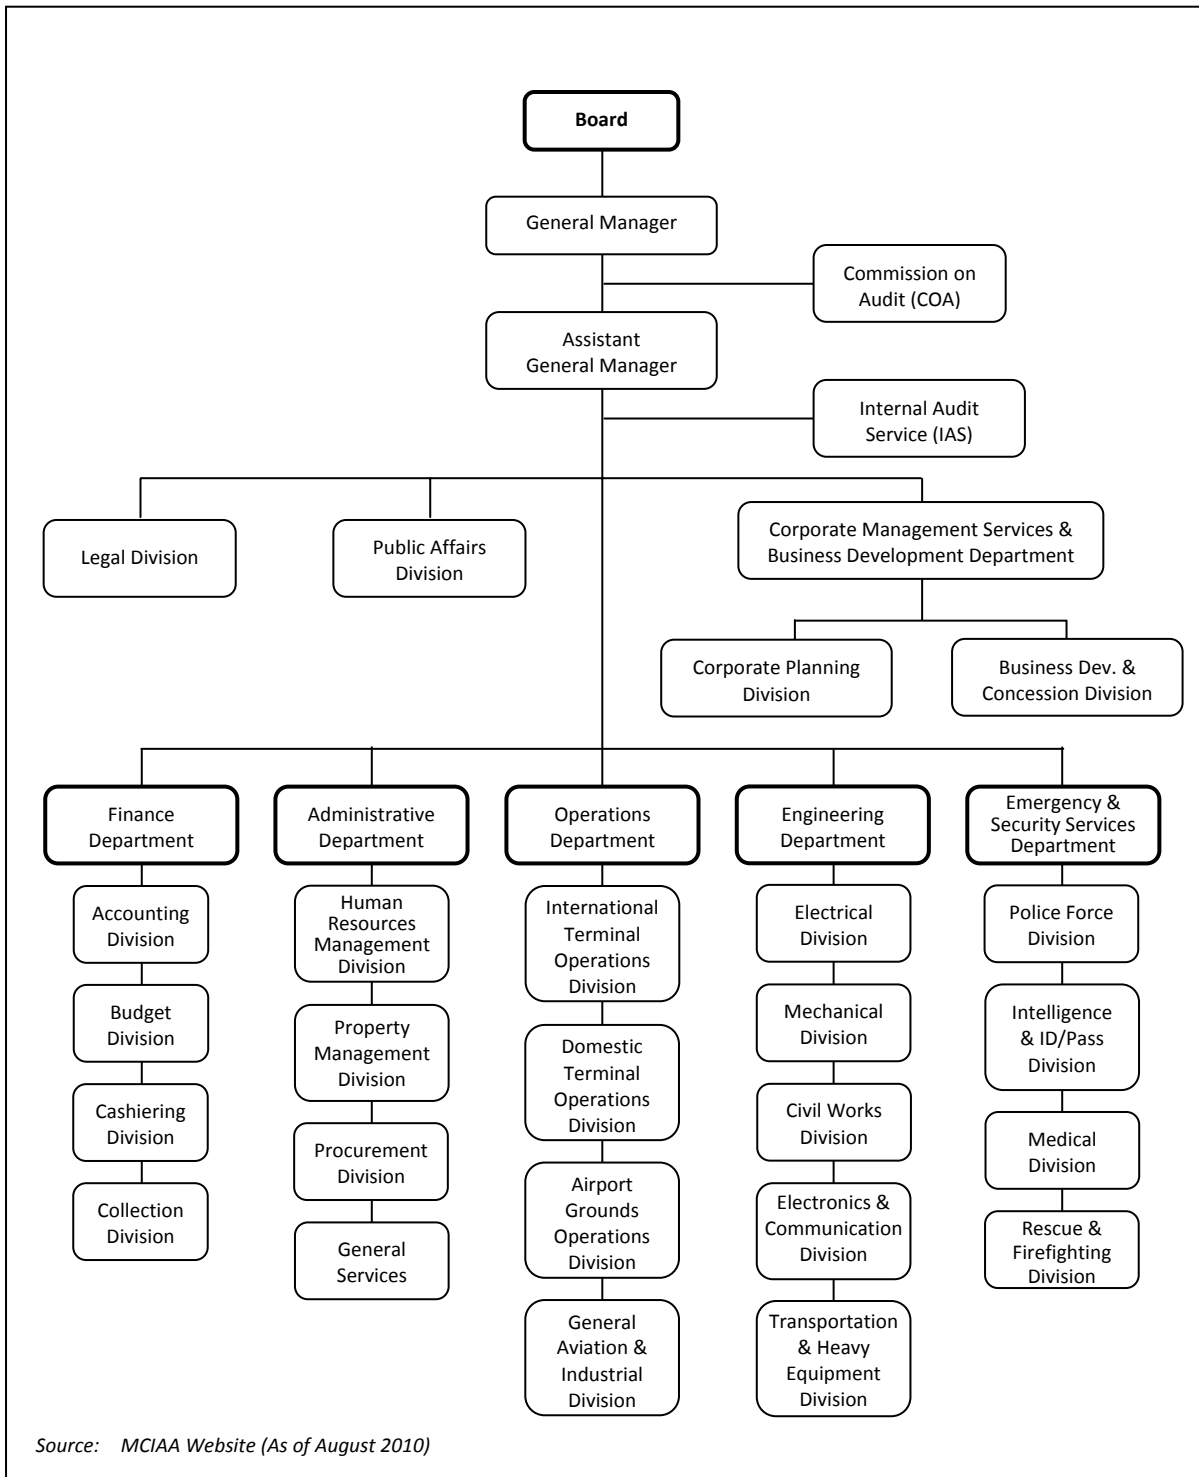 Board
General Manager
Commission on
Audit (COA)
Assistant
General Manager
Internal Audit
Service (IAS)
Legal Division
Public Affairs
Division
Corporate Management Services &
Business Development Department
Corporate Planning
Division
Business Dev. &
Concession Division
Finance
Department
Administrative
Department
Operations
Department
Engineering
Department
Emergency &
Security Services
Department
Accounting
Division
Budget
Division
Cashiering
Division
Collection
Division
Human
Resources
Management
Division
Property
Management
Division
Procurement
Division
General
Services
International
Terminal
Operations
Division
Domestic
Terminal
Operations
Division
Airport
Grounds
Operations
Division
General
Aviation &
Industrial
Division
Electrical
Division
Mechanical
Division
Civil Works
Division
Electronics &
Communication
Division
Transportation
& Heavy
Equipment
Division
Police Force
Division
Intelligence
& ID/Pass
Division
Medical
Division
Rescue &
Firefighting
Division
Source: MCIAA Website (As of August 2010)